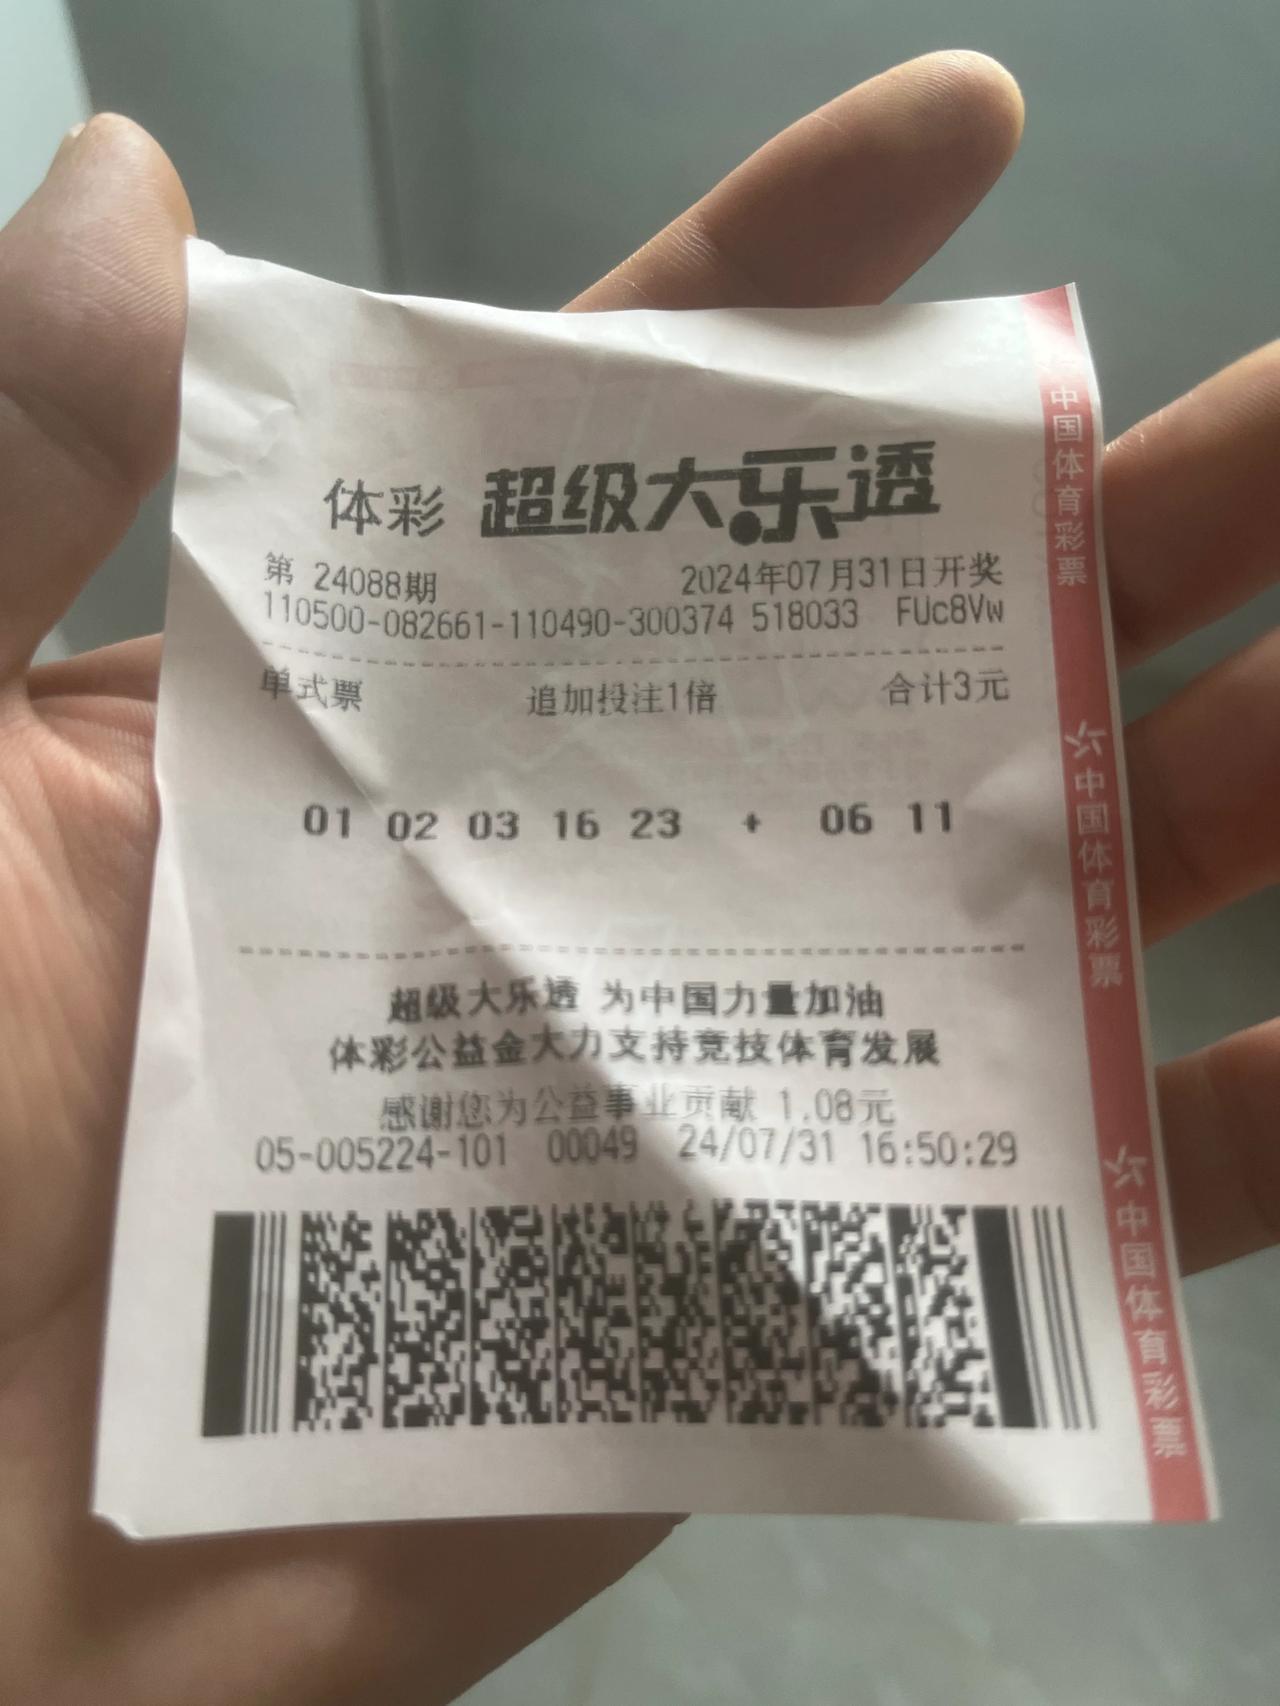 体彩 超级大乐透
第 24088期 2024年07月31日开奖
110500-082661-110490-300374 518033 FUc8Vw
单式票 追加投注1倍 合计3元
01 02 03 16 23 + 06 11
超级大乐透 为中国力量加油
体彩公益金大力支持竞技体育发展
感谢您为公益事业贡献 1.08元
05-005224-101 00049 24/07/31 16:50:29
中国体育彩票
中国体育彩票
中国体育彩票